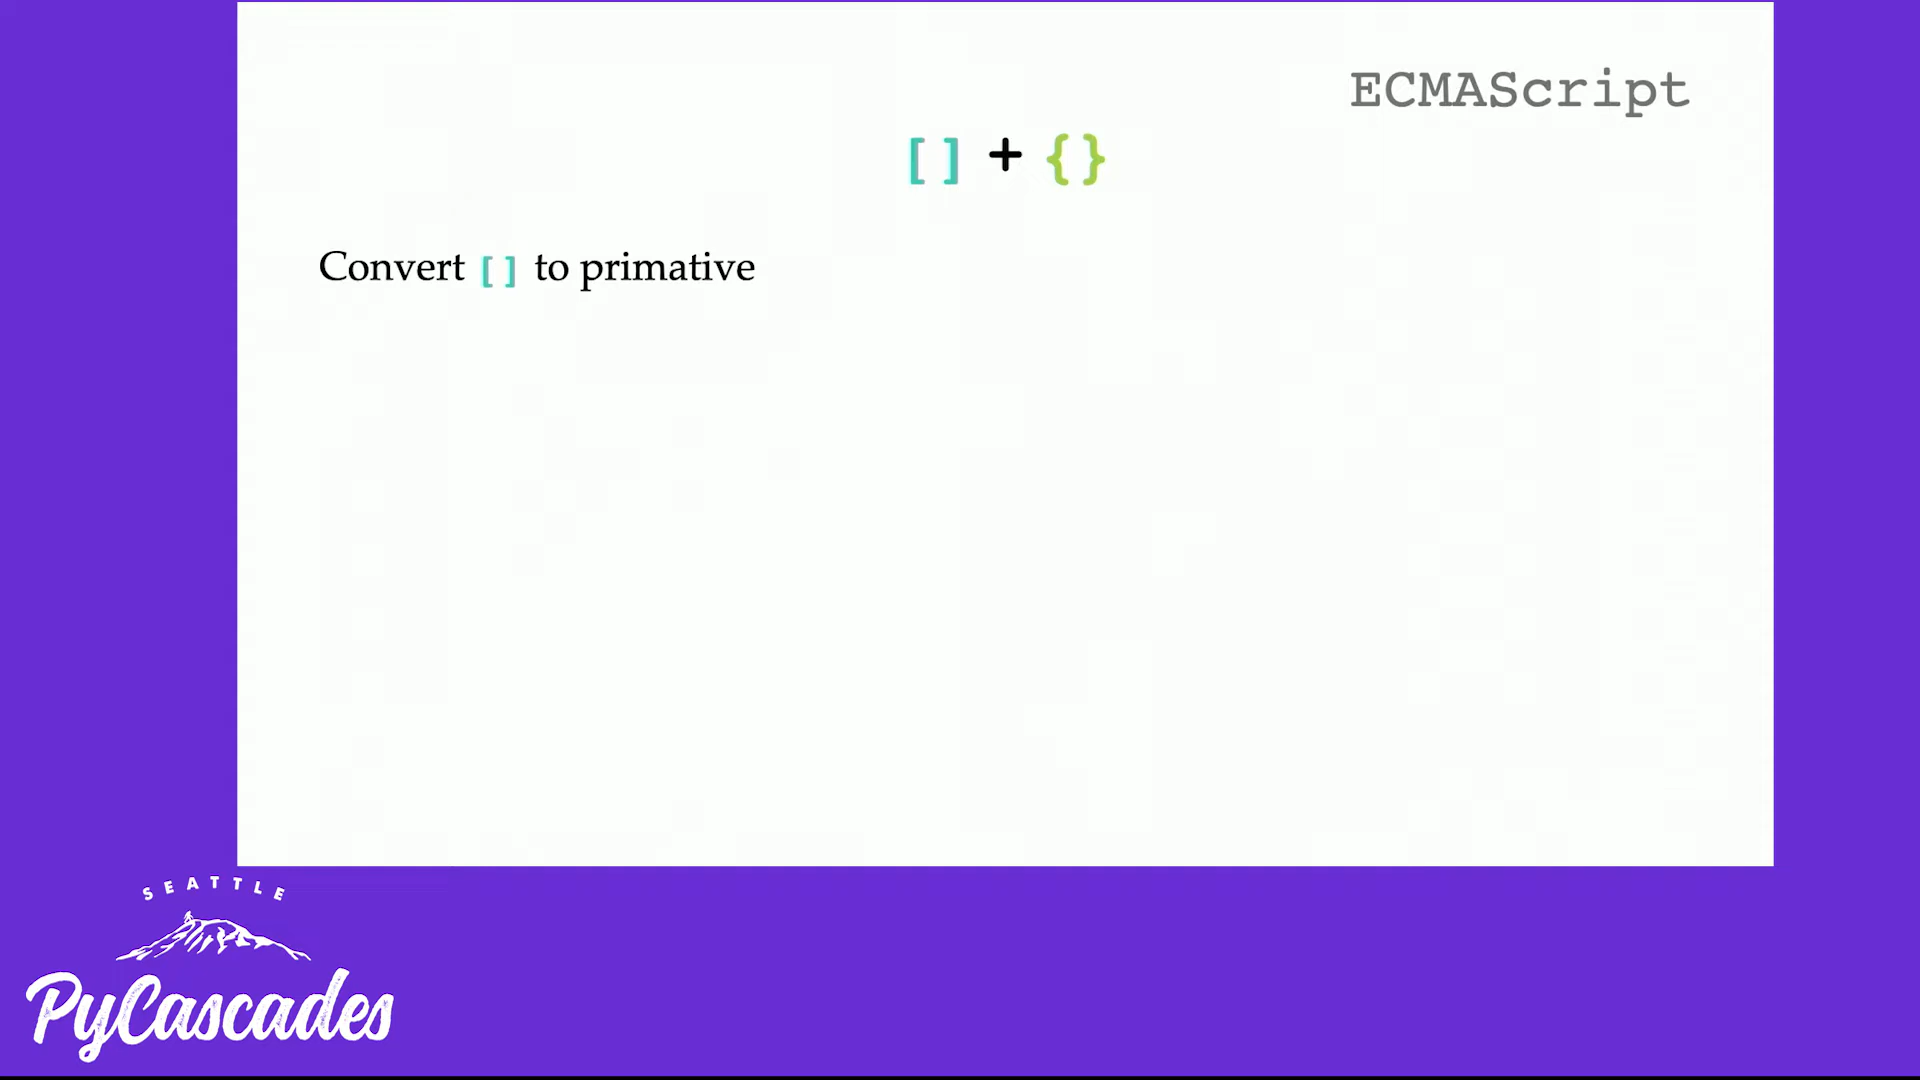 ECMAScript
[] + {}
Convert [] to primative
SEATTLE
PyCascades